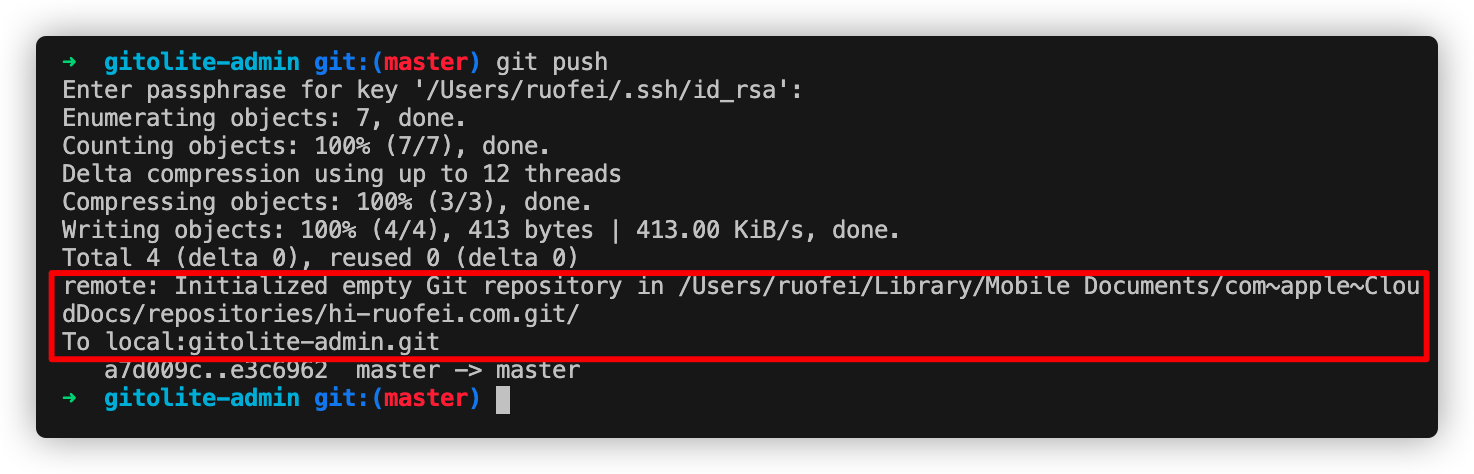 ➜  gitolite-admin git:(master) git push
Enter passphrase for key '/Users/ruofei/.ssh/id_rsa':
Enumerating objects: 7, done.
Counting objects: 100% (7/7), done.
Delta compression using up to 12 threads
Compressing objects: 100% (3/3), done.
Writing objects: 100% (4/4), 413 bytes | 413.00 KiB/s, done.
Total 4 (delta 0), reused 0 (delta 0)
remote: Initialized empty Git repository in /Users/ruofei/Library/Mobile Documents/com~apple~Clou
dDocs/repositories/hi-ruofei.com.git/
To local:gitolite-admin.git
   a7d009c..e3c6962  master -> master
➜  gitolite-admin git:(master)